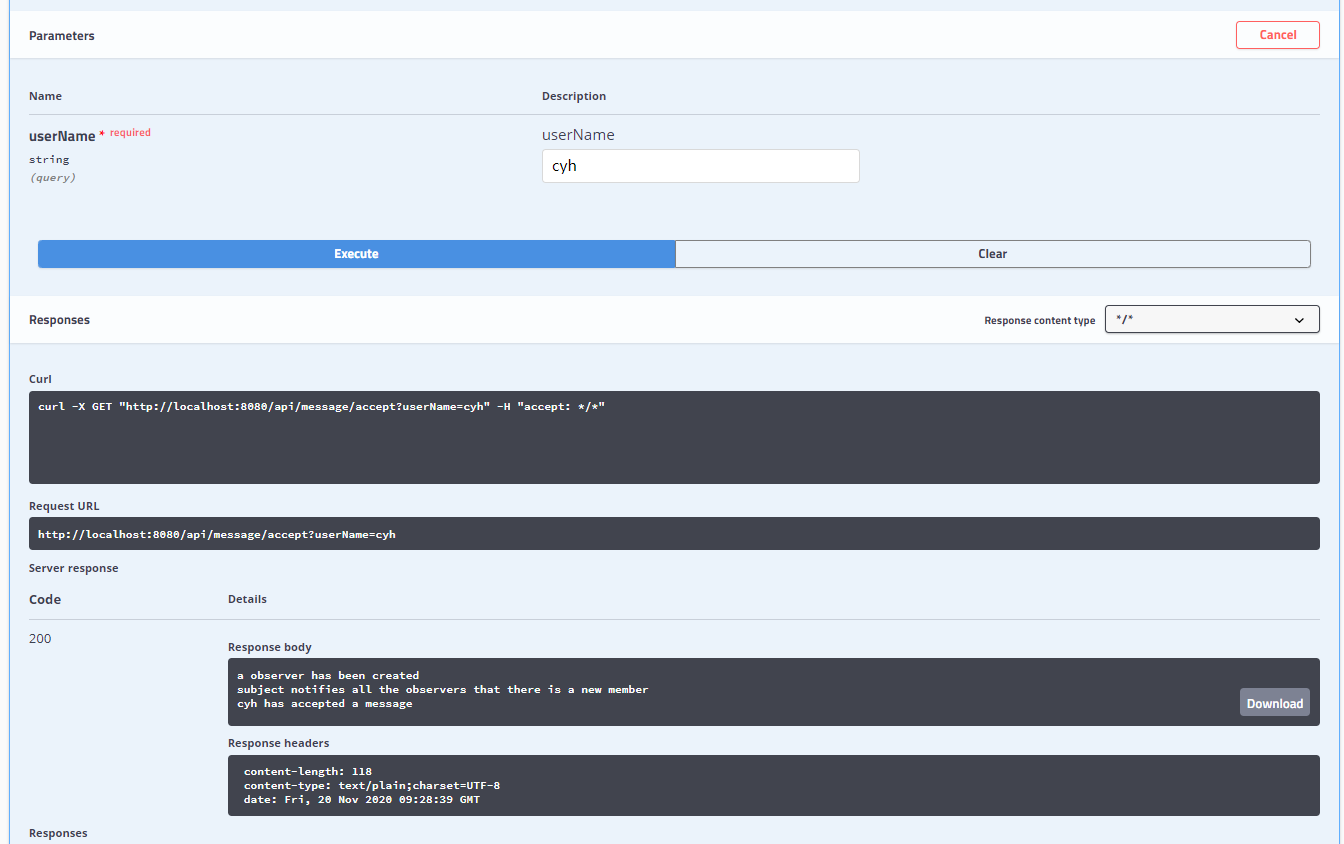 Parameters
Cancel
Name
Description
userName * required
userName
string
(query)
cyh
Execute
Clear
Responses
Response content type
*/*
Curl
curl -X GET "http://localhost:8080/api/message/accept?userName=cyh" -H "accept: */*"
Request URL
http://localhost:8080/api/message/accept?userName=cyh
Server response
Code
Details
200
Response body
a observer has been created
subject notifies all the observers that there is a new member
cyh has accepted a message
Download
Response headers
content-length: 118
content-type: text/plain;charset=UTF-8
date: Fri, 20 Nov 2020 09:28:39 GMT
Responses